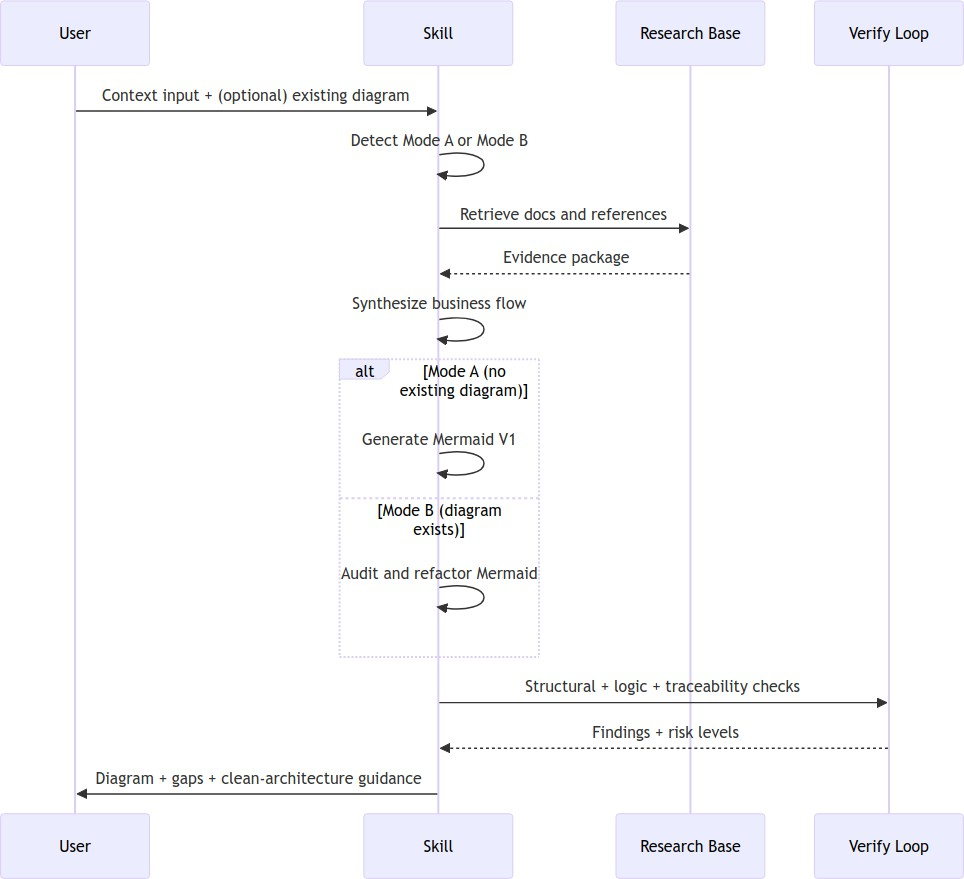 User
Skill
Research Base
Verify Loop
Context input + (optional) existing diagram
Detect Mode A or Mode B
Retrieve docs and references
Evidence package
Synthesize business flow
alt
[Mode A (no
existing diagram)]
Generate Mermaid V1
[Mode B (diagram
exists)]
Audit and refactor Mermaid
Structural + logic + traceability checks
Findings + risk levels
Diagram + gaps + clean-architecture guidance
User
Skill
Research Base
Verify Loop